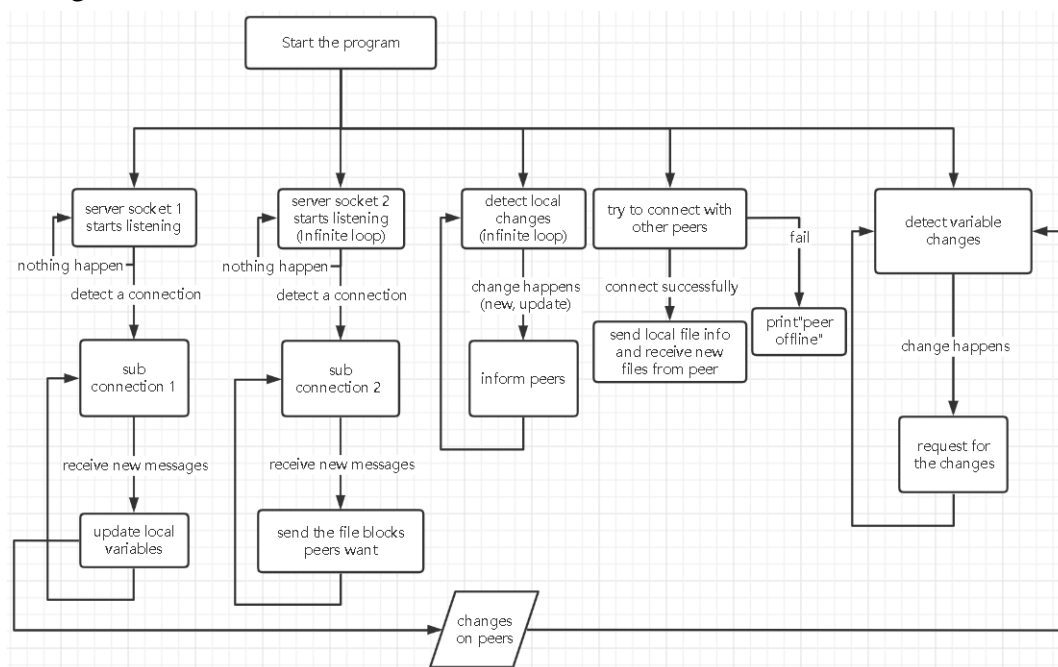 Start the program
server socket 1
starts listening
server socket 2
starts listening
(Infinite loop)
detect local
changes
(infinite loop)
try to connect with
other peers
detect variable
changes
fail
nothing happen
nothing happen
detect a connection
detect a connection
change happens
(new, update)
connect successfully
print"peer
offline"
sub
connection 1
sub
connection 2
inform peers
send local file info
and receive new
files from peer
change happens
receive new messages
receive new messages
request for
the changes
update local
variables
send the file blocks
peers want
changes
on peers